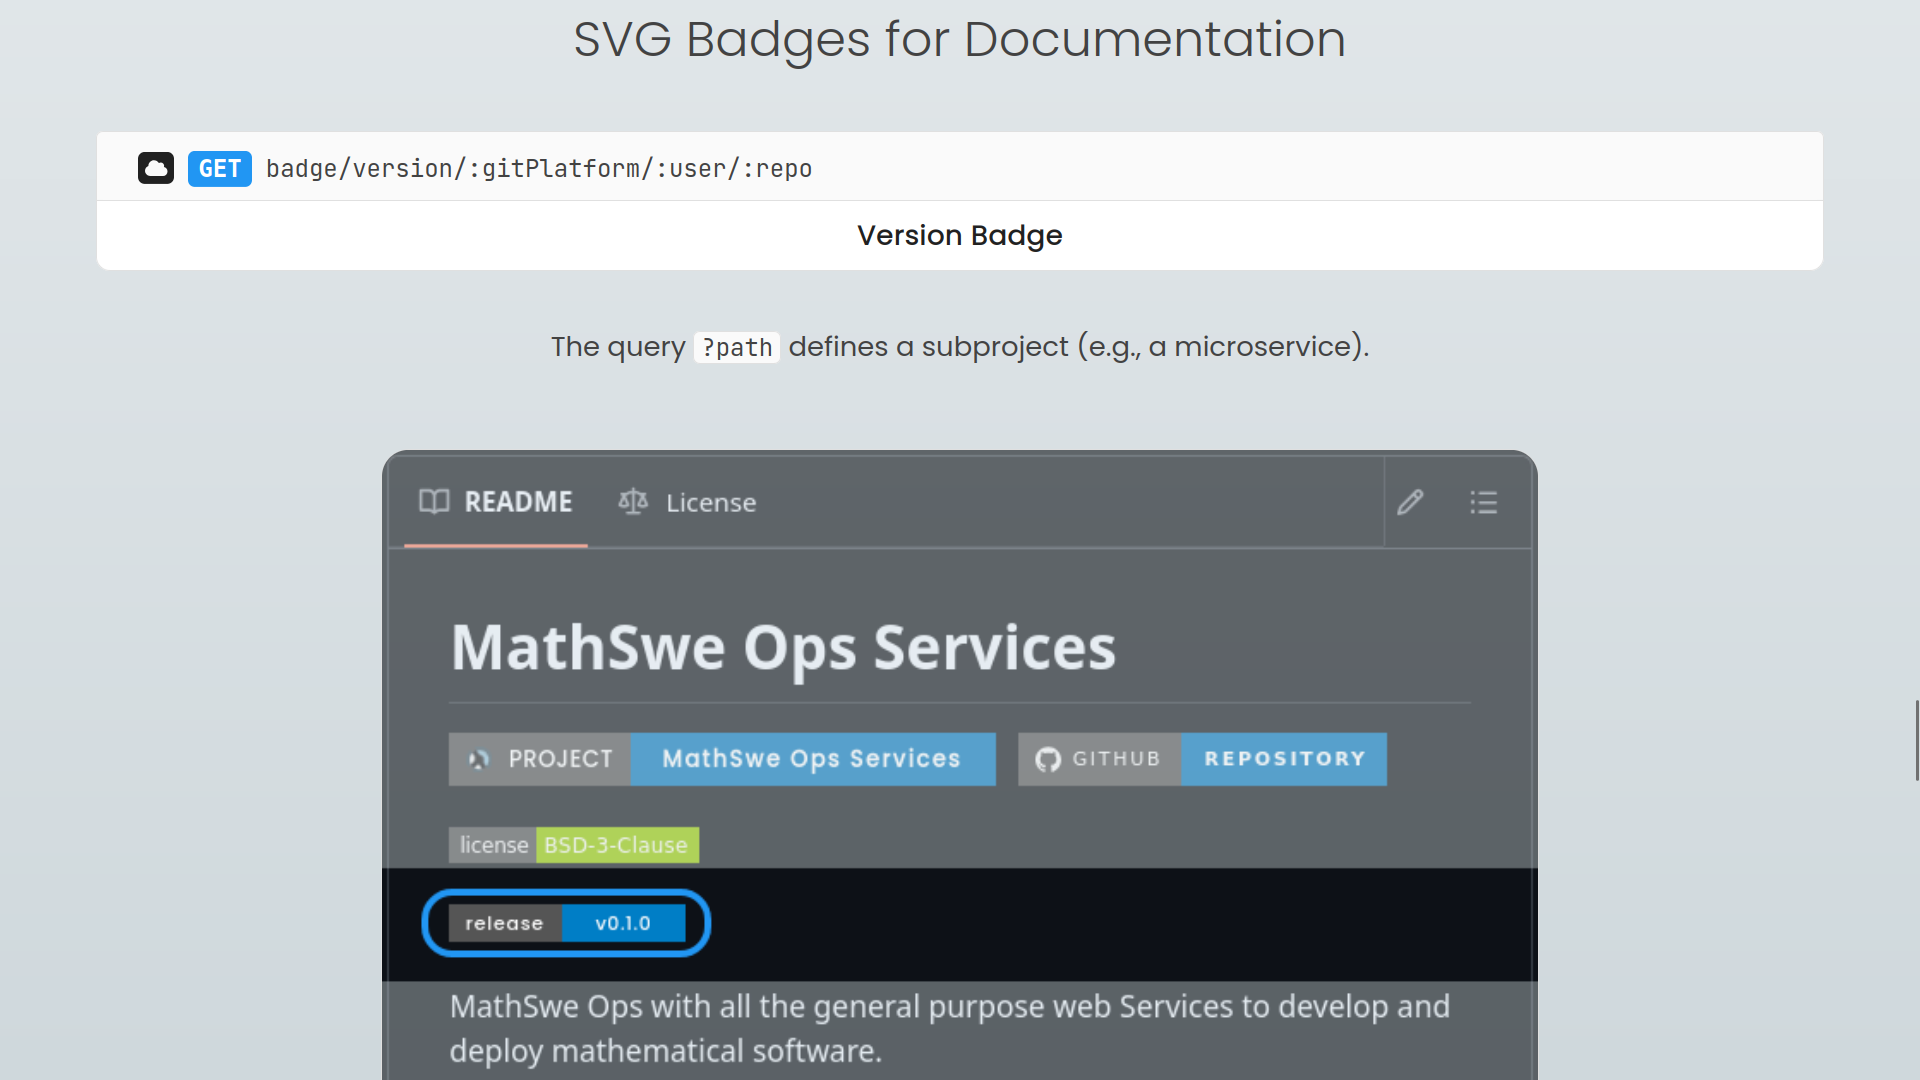 SVG Badges for Documentation
GET badge/version/:gitPlatform/:user/:repo
Version Badge
The query ?path defines a subproject (e.g., a microservice).
README License
MathSwe Ops Services
PROJECT MathSwe Ops Services GITHUB REPOSITORY
license BSD-3-Clause
release v0.1.0
MathSwe Ops with all the general purpose web Services to develop and
deploy mathematical software.